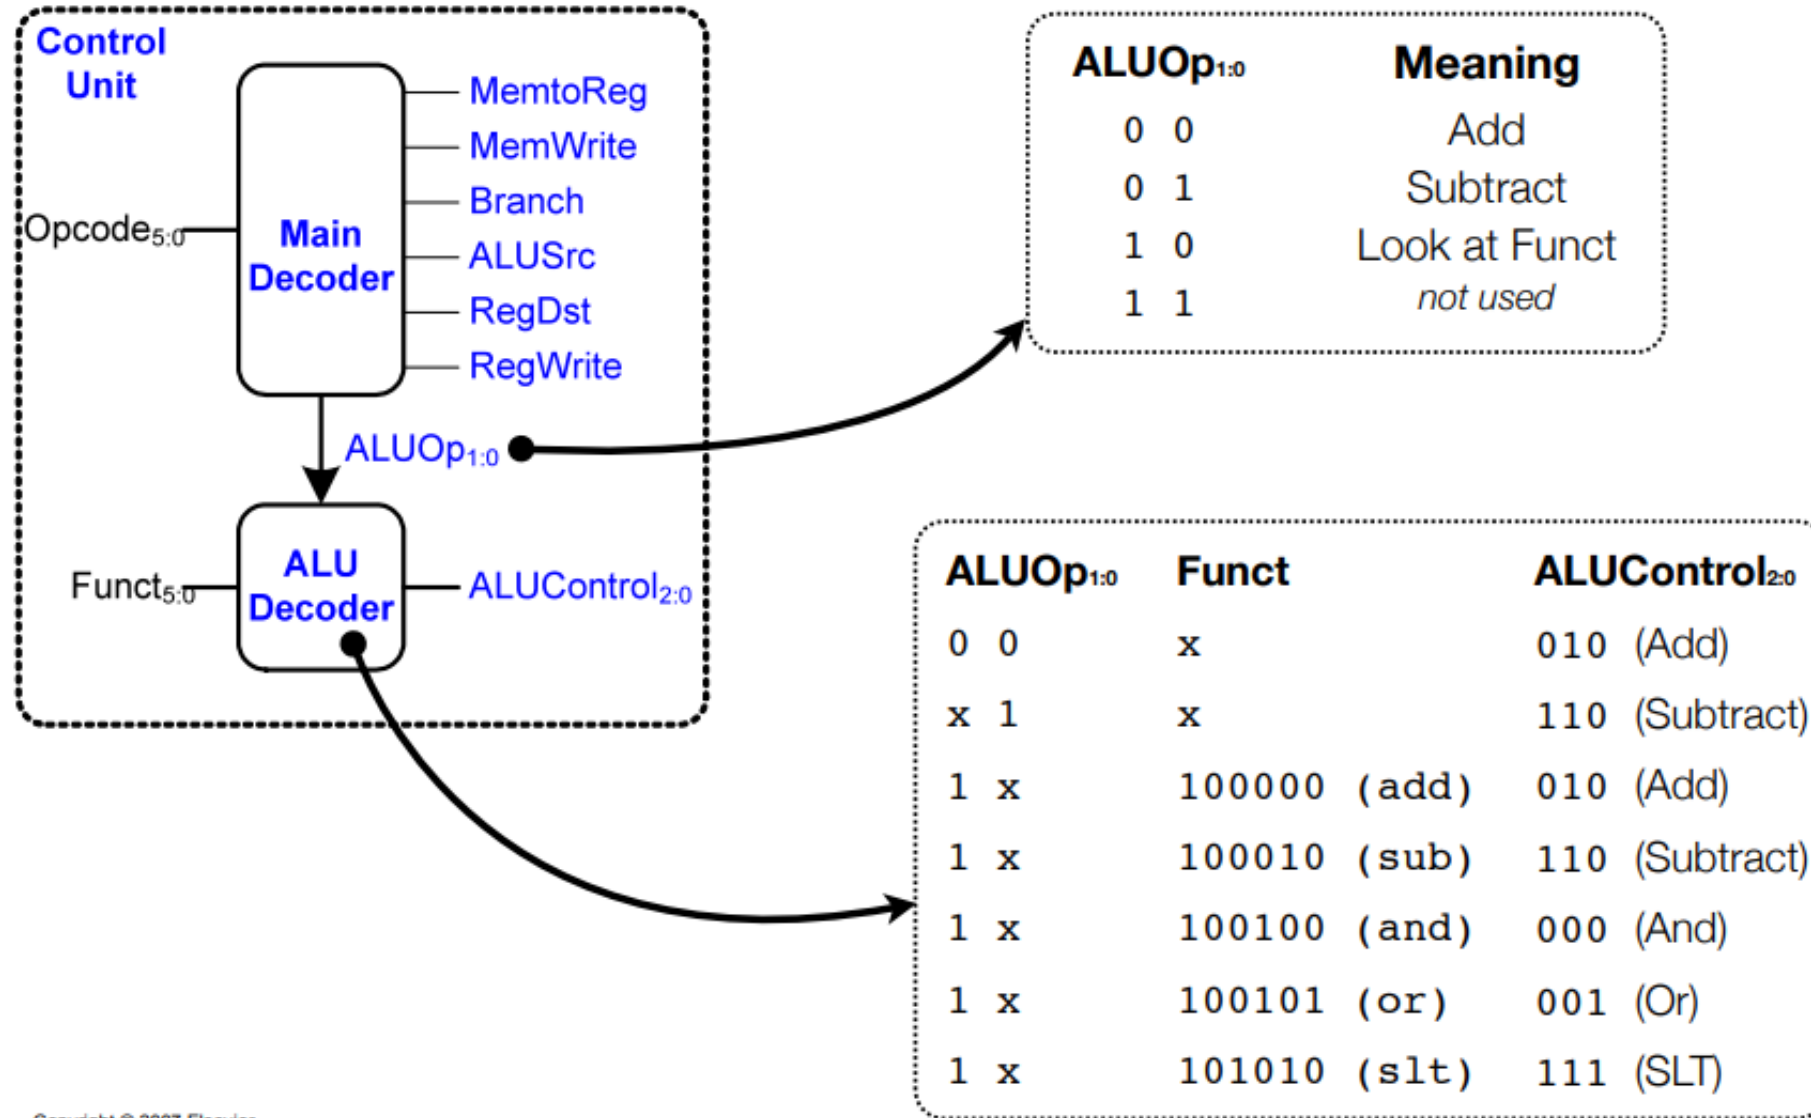 Control
Unit
MemtoReg
MemWrite
Branch
ALUSrc
RegDst
RegWrite
Opcode5:0
Main
Decoder
ALUOp1:0
Funct5:0
ALU
Decoder
ALUControl2:0
ALUOp1:0 Meaning
0 0 Add
0 1 Subtract
1 0 Look at Funct
1 1 not used
ALUOp1:0 Funct ALUControl2:0
0 0 x 010 (Add)
x 1 x 110 (Subtract)
1 x 100000 (add) 010 (Add)
1 x 100010 (sub) 110 (Subtract)
1 x 100100 (and) 000 (And)
1 x 100101 (or) 001 (Or)
1 x 101010 (slt) 111 (SLT)